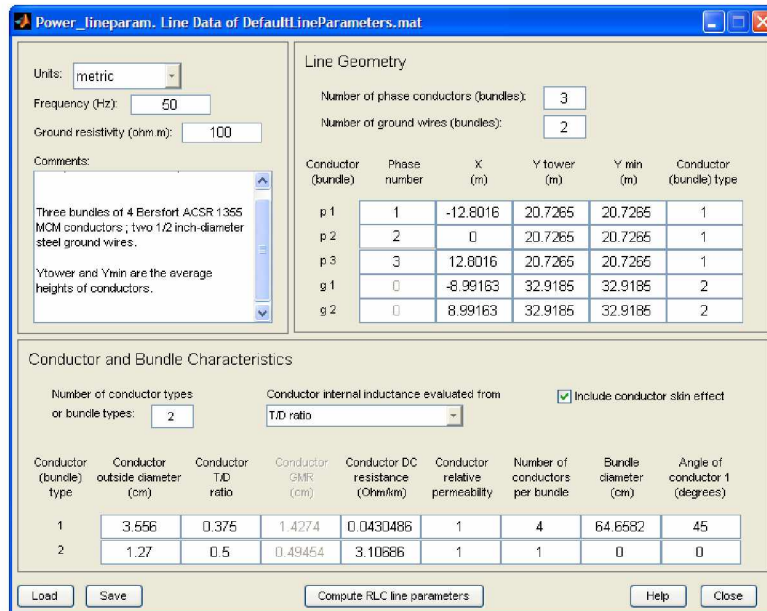 Power_lineparam. Line Data of DefaultLineParameters.mat
Units: metric
Frequency (Hz): 50
Ground resistivity (ohm.m): 100
Comments:
Three bundles of 4 Bersfort ACSR 1355
MCM conductors ; two 1/2 inch-diameter
steel ground wires.
Ytower and Ymin are the average
heights of conductors.
Line Geometry
Number of phase conductors (bundles): 3
Number of ground wires (bundles): 2
Conductor (bundle) Phase number X (m) Y tower (m) Y min (m) Conductor (bundle) type
p 1 1 -12.8016 20.7265 20.7265 1
p 2 2 0 20.7265 20.7265 1
p 3 3 12.8016 20.7265 20.7265 1
g 1 0 -8.99163 32.9185 32.9185 2
g 2 0 8.99163 32.9185 32.9185 2
Conductor and Bundle Characteristics
Number of conductor types
or bundle types: 2
Conductor internal inductance evaluated from
T/D ratio
Include conductor skin effect
Conductor (bundle) type Conductor outside diameter (cm) Conductor T/D ratio Conductor GMR (cm) Conductor DC resistance (Ohm/km) Conductor relative permeability Number of conductors per bundle Bundle diameter (cm) Angle of conductor 1 (degrees)
1 3.556 0.375 1.4274 0.0430486 1 4 64.6582 45
2 1.27 0.5 0.49454 3.10686 1 1 0 0
Load Save Compute RLC line parameters Help Close